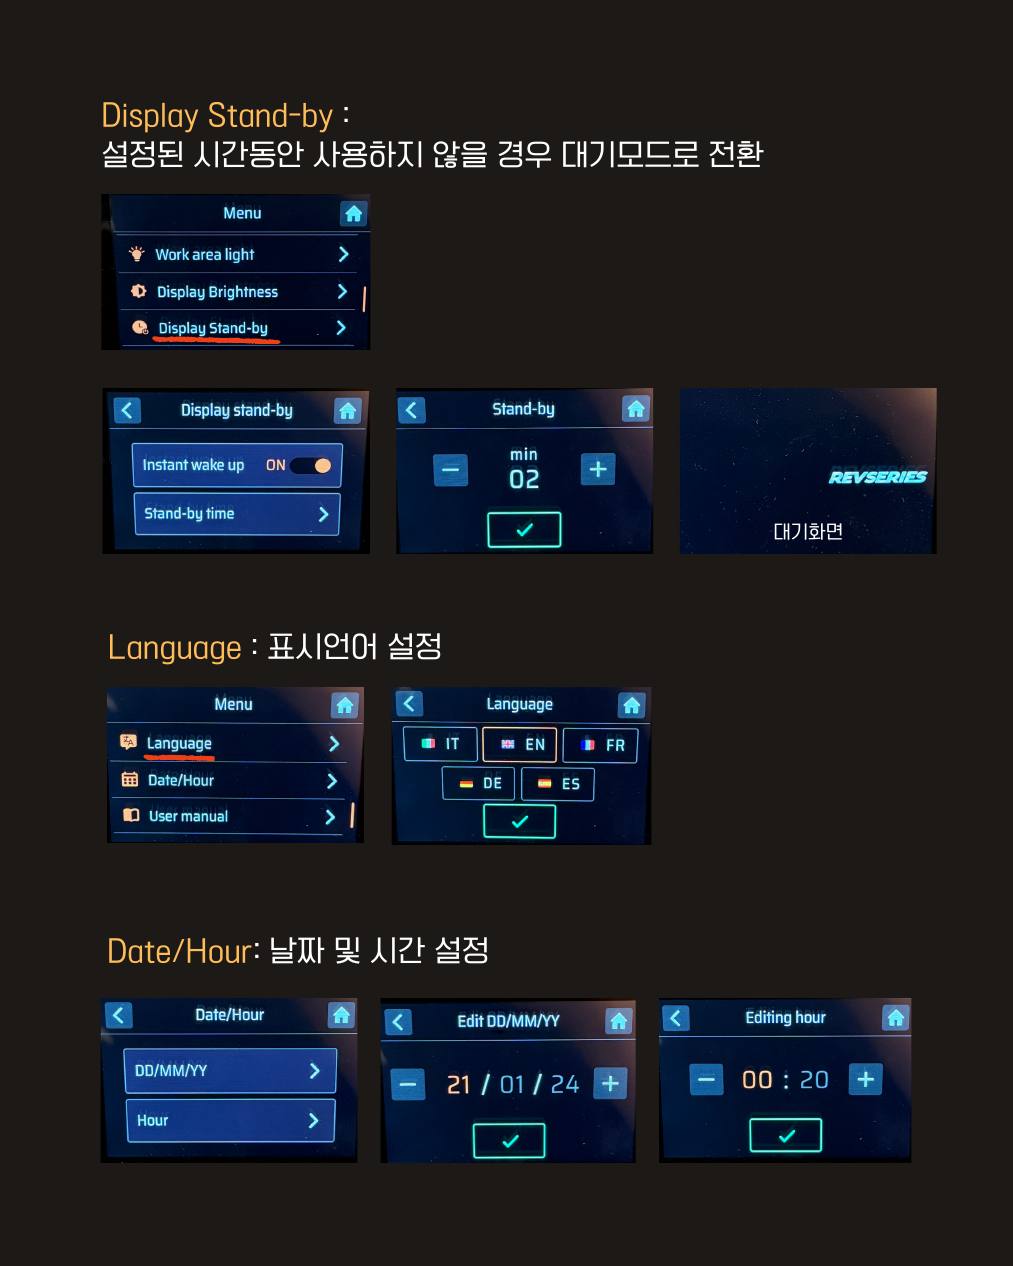 Display Stand-by :
설정된 시간동안 사용하지 않을 경우 대기모드로 전환
Menu
Work area light
Display Brightness
Display Stand-by
Display stand-by
Instant wake up ON
Stand-by time
Stand-by
min
02
REVSERIES
대기화면
Language : 표시언어 설정
Menu
Language
Date/Hour
User manual
Language
IT EN FR
DE ES
Date/Hour: 날짜 및 시간 설정
Date/Hour
DD/MM/YY
Hour
Edit DD/MM/YY
21 / 01 / 24
Editing hour
00 : 20